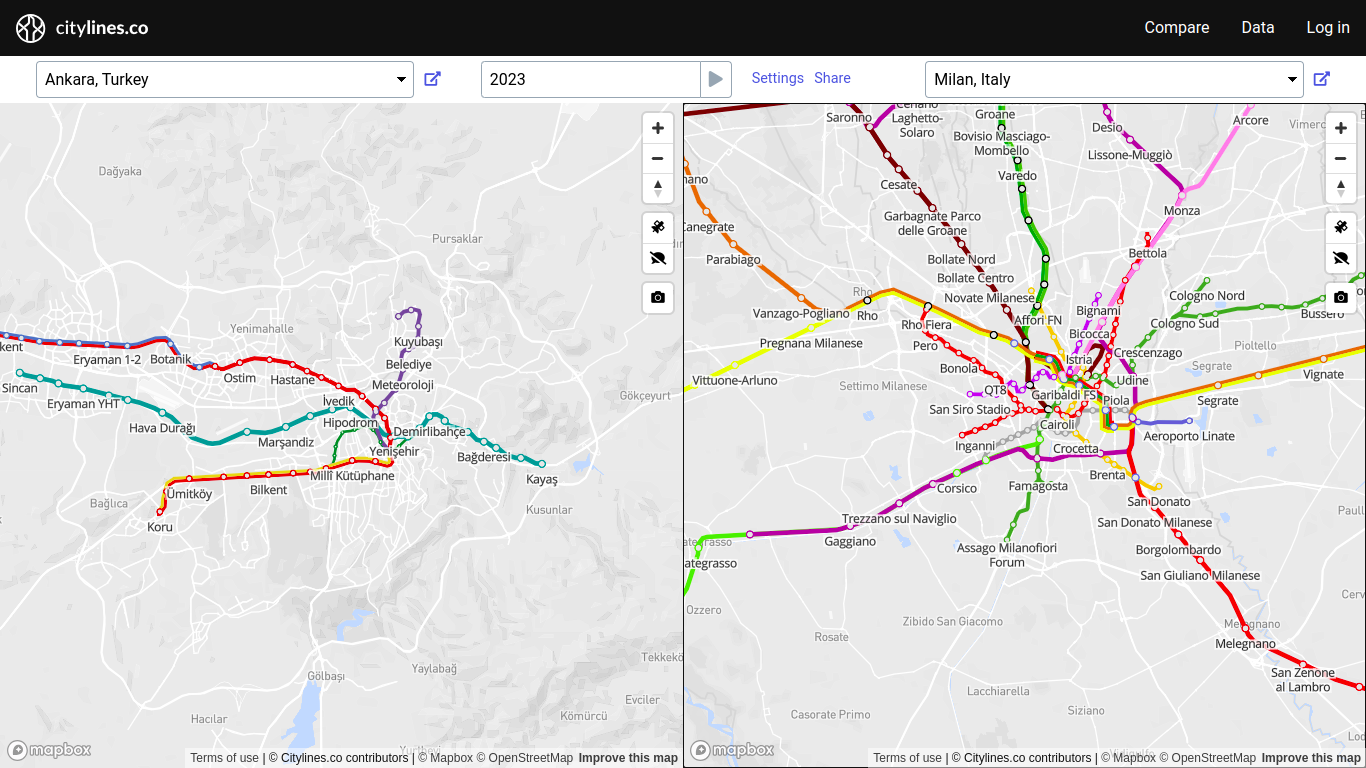 citylines.co
Compare
Data
Log in
Ankara, Turkey
2023
Settings
Share
Milan, Italy
Dağyaka
Pursaklar
Yenimahalle
Kuyubaşı
Belediye
Meteoroloji
kent
Eryaman 1-2
Botanik
Ostim
Hastane
Sincan
Eryaman YHT
İvedik
Hava Durağı
Marşandiz
Hipodrom
Demirlibahçe
Yenişehir
Bağderesi
Kayaş
Gökçeyurt
Milli Kütüphane
Bilkent
Ümitköy
Bağlıca
Koru
Kusunlar
Gölbaşı
Yaylabağ
Tekkekö
Evciler
Kömürcü
Hacılar
mapbox
Terms of use | © Citylines.co contributors | © Mapbox © OpenStreetMap Improve this map
Saronno
Ceriano
Laghetto-
Solaro
Groane
Bovisio Masciago-
Mombello
Varedo
Desio
Lissone-Muggiò
Arcore
Vimerc
Cesate
Monza
nano
Canegrate
Garbagnate Parco
delle Groane
Parabiago
Bollate Nord
Bollate Centro
Bettola
Rho
Novate Milanese
Cologno Nord
Vanzago-Pogliano
Rho
Rho Fiera
Affori FN
Bignami
Cologno Sud
Bussero
Pregnana Milanese
Pero
Bicocca
Istria
Crescenzago
Pioltello
Bonola
Vittuone-Arluno
Settimo Milanese
QT8
Garibaldi FS
Udine
Segrate
Vignate
San Siro Stadio
Cairoli
Piola
Segrate
Inganni
Crocetta
Aeroporto Linate
Corsico
Famagosta
Brenta
San Donato
Trezzano sul Naviglio
San Donato Milanese
Paull
Gaggiano
ategrasso
ategrasso
Assago Milanofiori
Forum
Borgolombardo
San Giuliano Milanese
Cerv
Ozzero
Zibido San Giacomo
Rosate
Melegnano
Melegnano
San Zenone
al Lambro
Lacchiarella
Casorate Primo
Siziano
Lod
mapbox
Terms of use | © Citylines.co contributors | © Mapbox © OpenStreetMap Improve this map